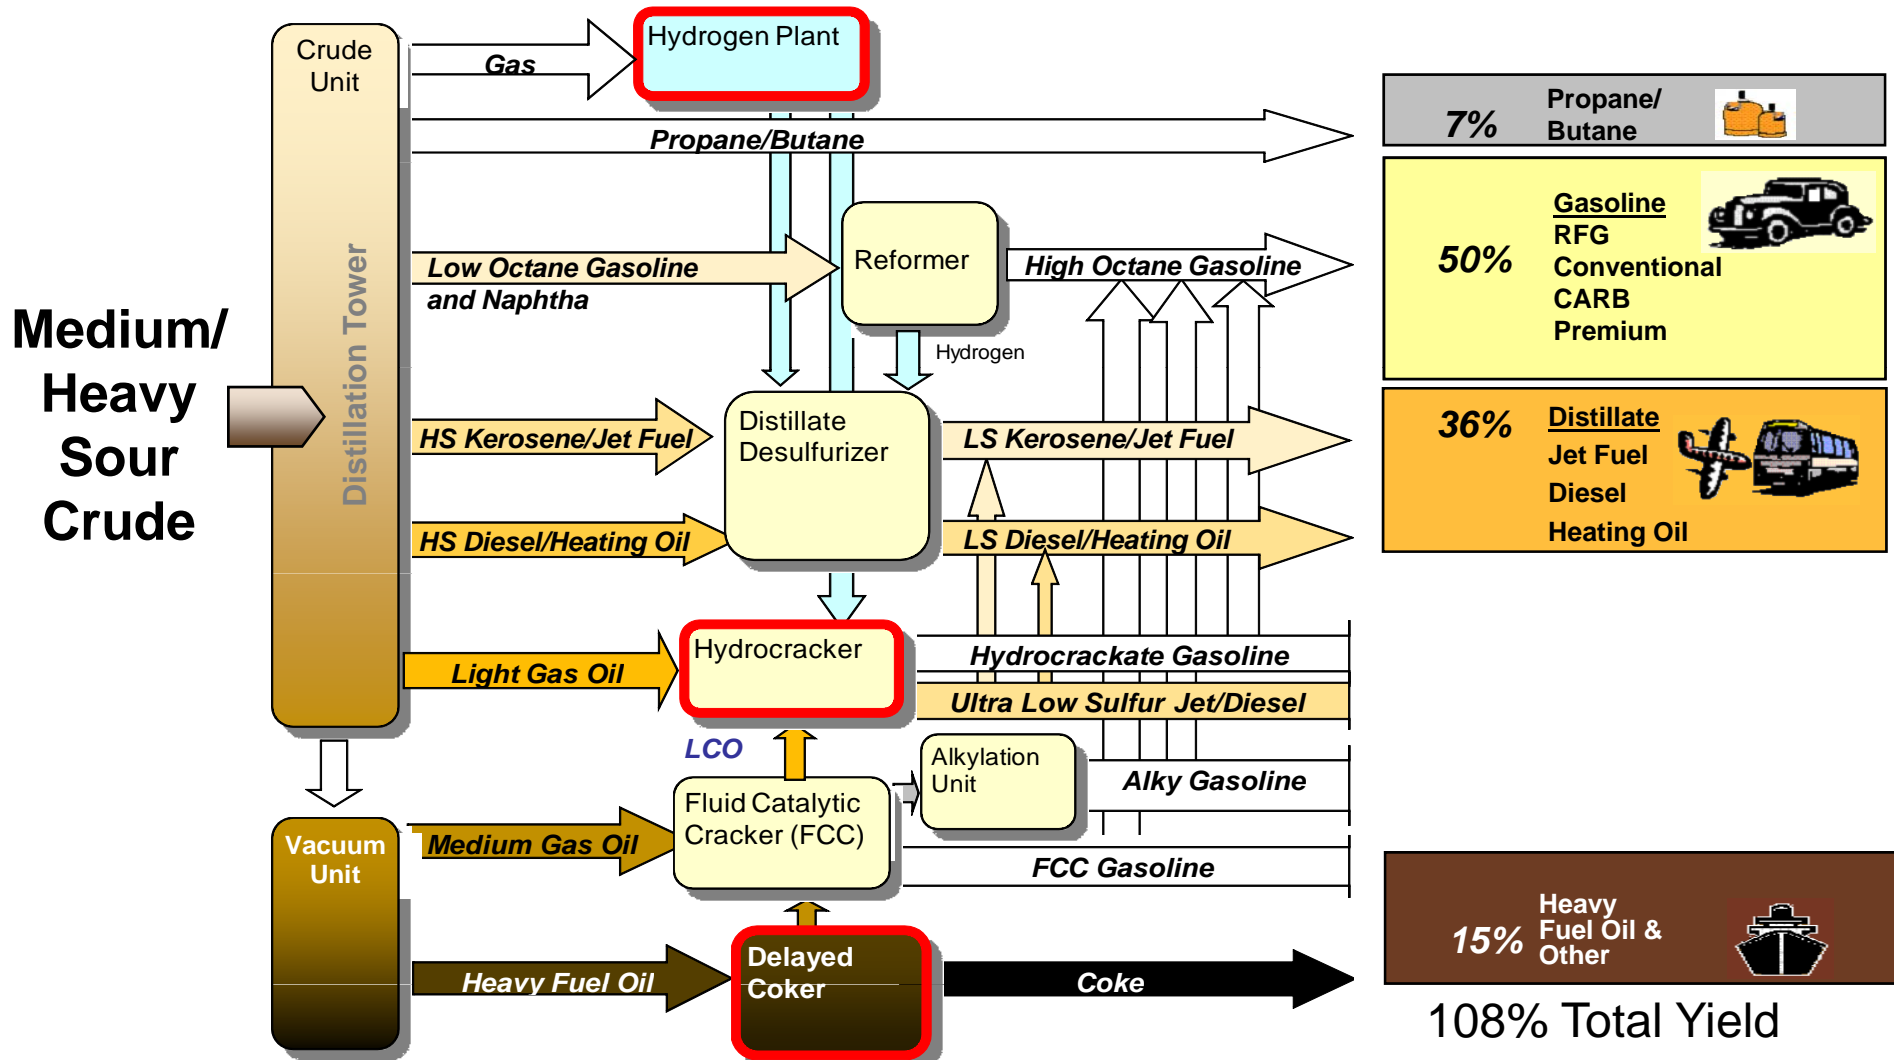 Medium/
Heavy
Sour
Crude
Crude
Unit
Distillation Tower
Vacuum
Unit
Gas
Hydrogen Plant
Propane/Butane
Low Octane Gasoline
and Naphtha
Reformer
High Octane Gasoline
Hydrogen
HS Kerosene/Jet Fuel
Distillate
Desulfurizer
LS Kerosene/Jet Fuel
HS Diesel/Heating Oil
LS Diesel/Heating Oil
Light Gas Oil
Hydrocracker
Hydrocrackate Gasoline
Ultra Low Sulfur Jet/Diesel
LCO
Alkylation
Unit
Alky Gasoline
Medium Gas Oil
Fluid Catalytic
Cracker (FCC)
FCC Gasoline
Heavy Fuel Oil
Delayed
Coker
Coke
7%
Propane/
Butane
50%
Gasoline
RFG
Conventional
CARB
Premium
36%
Distillate
Jet Fuel
Diesel
Heating Oil
15%
Heavy
Fuel Oil &
Other
108% Total Yield